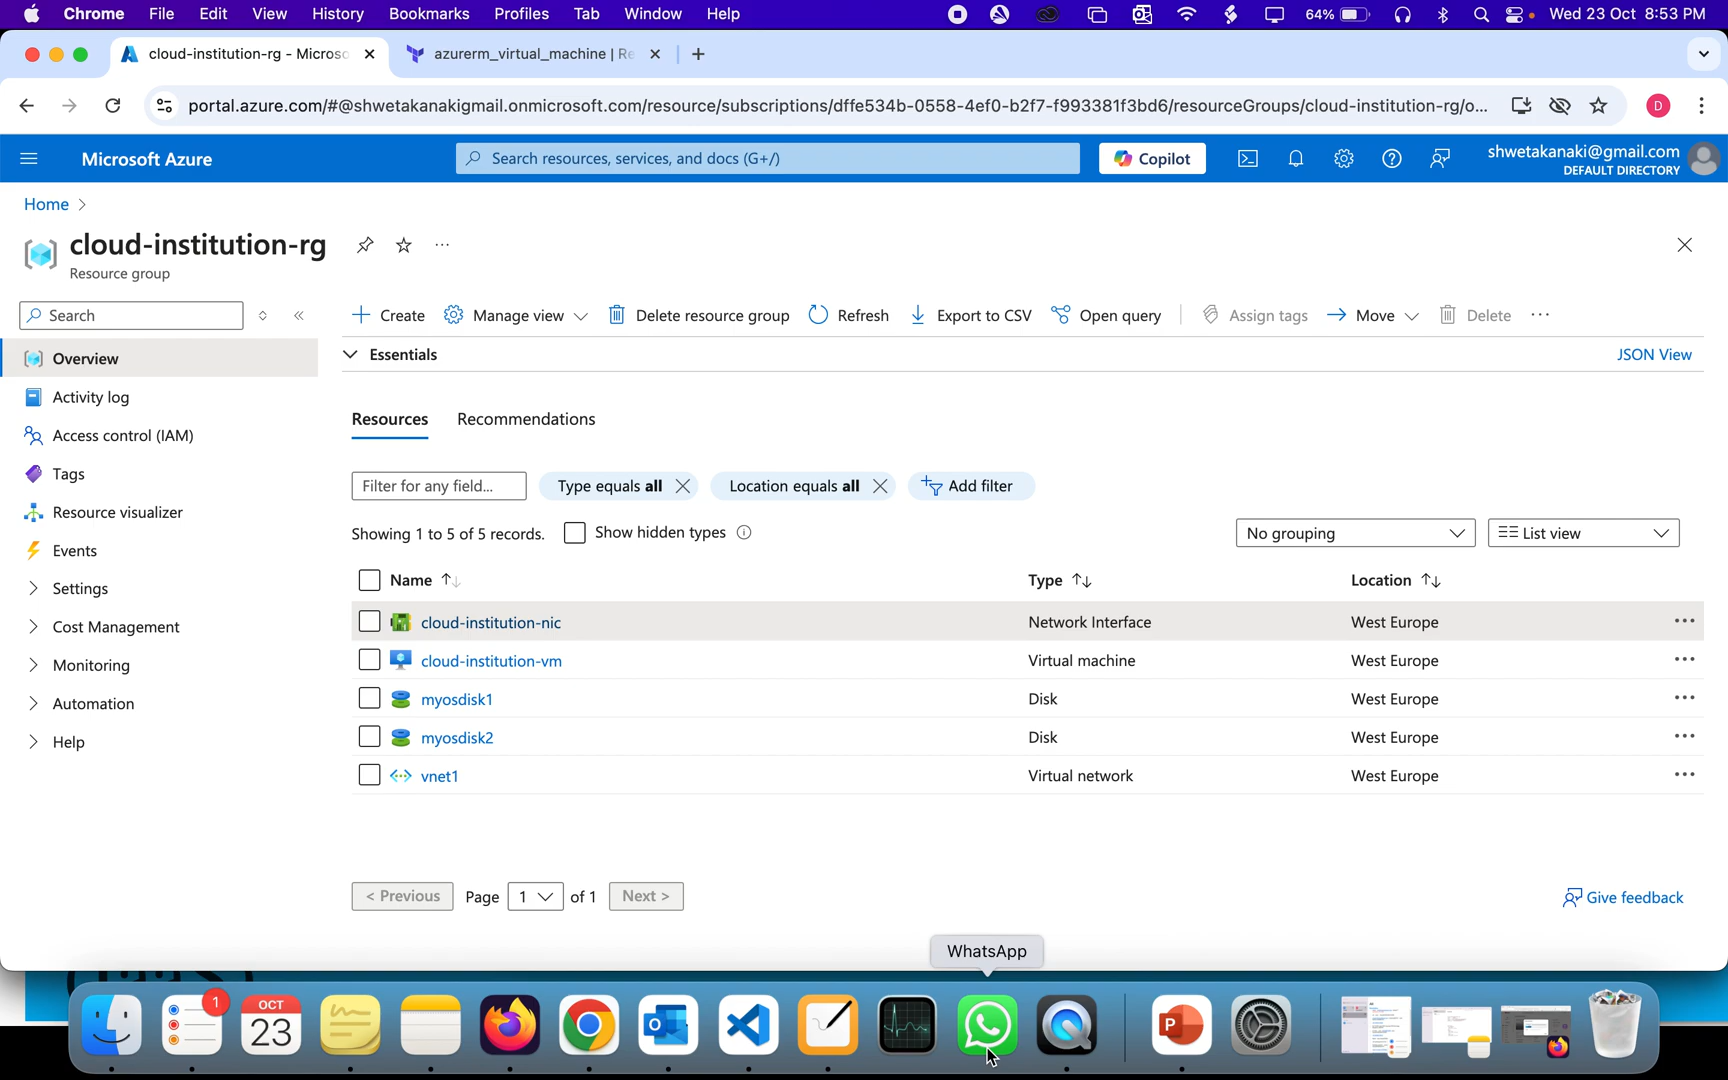 Chrome File Edit View History Bookmarks Profiles Tab Window Help 64% Wed 23 Oct 8:53 PM
cloud-institution-rg - Microso azurerm_virtual_machine | Re
portal.azure.com/#@shwetakanakigmail.onmicrosoft.com/resource/subscriptions/dffe534b-0558-4ef0-b2f7-f993381f3bd6/resourceGroups/cloud-institution-rg/o... D
Microsoft Azure Search resources, services, and docs (G+/) Copilot shwetakanaki@gmail.com
DEFAULT DIRECTORY
Home >
cloud-institution-rg ...
Resource group
Search Create Manage view Delete resource group Refresh Export to CSV Open query Assign tags Move Delete ...
Overview
Essentials JSON View
Activity log
Resources Recommendations
Access control (IAM)
Tags
Filter for any field... Type equals all Location equals all Add filter
Resource visualizer
Showing 1 to 5 of 5 records. Show hidden types No grouping List view
Events
Name Type Location
Settings
cloud-institution-nic Network Interface West Europe ...
Cost Management
cloud-institution-vm Virtual machine West Europe ...
Monitoring
myosdisk1 Disk West Europe ...
Automation
myosdisk2 Disk West Europe ...
Help
vnet1 Virtual network West Europe ...
< Previous Page 1 of 1 Next > Give feedback
WhatsApp
1
OCT
23
P